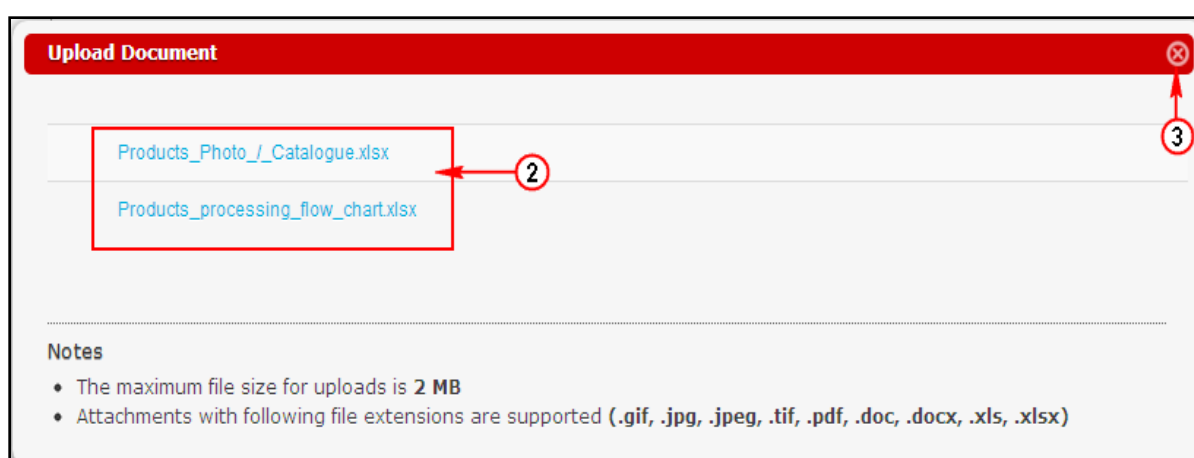 Upload Document
3
Products_Photo_/_Catalogue.xlsx
2
Products_processing_flow_chart.xlsx
Notes
• The maximum file size for uploads is 2 MB
• Attachments with following file extensions are supported (.gif, .jpg, .jpeg, .tif, .pdf, .doc, .docx, .xls, .xlsx)